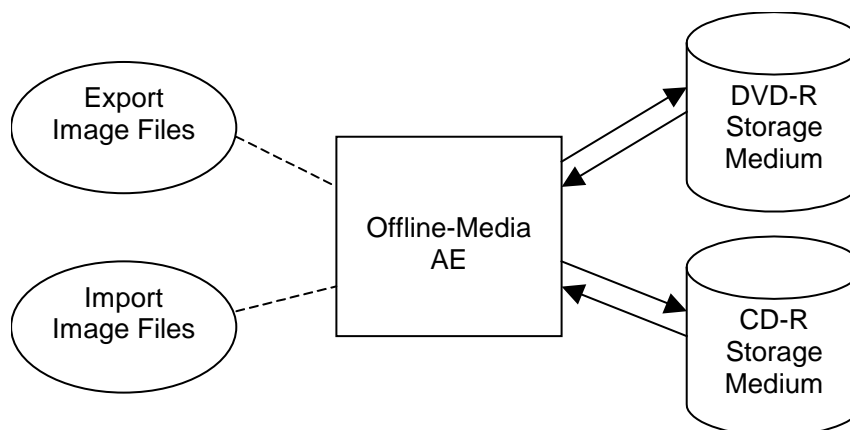 Export
Image Files
Import
Image Files
Offline-Media
AE
DVD-R
Storage
Medium
CD-R
Storage
Medium